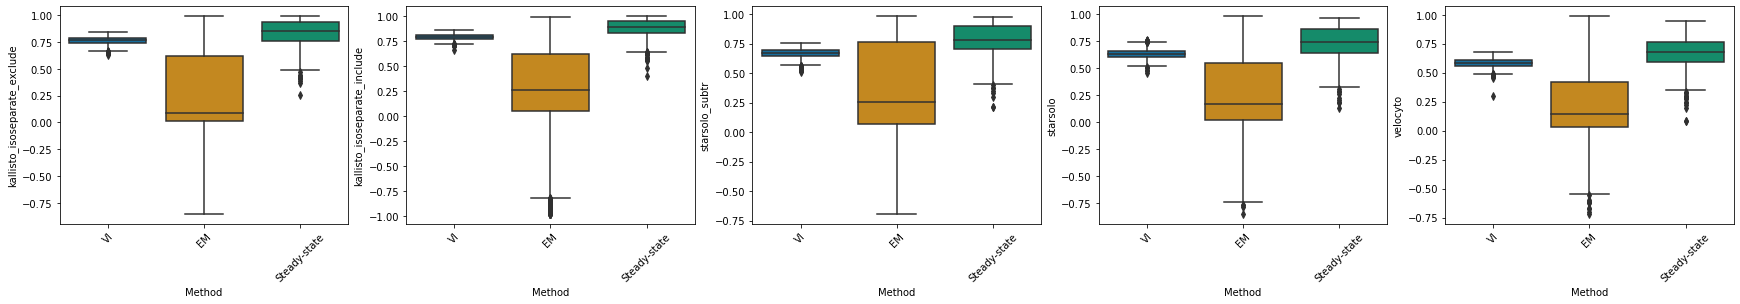 kallisto_isoseparate_exclude
1.00
0.75
0.50
0.25
0.00
−0.25
−0.50
−0.75
VI
EM
Steady-state
Method
kallisto_isoseparate_include
1.00
0.75
0.50
0.25
0.00
−0.25
−0.50
−0.75
−1.00
VI
EM
Steady-state
Method
starsolo_subtr
1.00
0.75
0.50
0.25
0.00
−0.25
−0.50
−0.75
VI
EM
Steady-state
Method
starsolo
1.00
0.75
0.50
0.25
0.00
−0.25
−0.50
−0.75
VI
EM
Steady-state
Method
velocyto
1.00
0.75
0.50
0.25
0.00
−0.25
−0.50
−0.75
VI
EM
Steady-state
Method